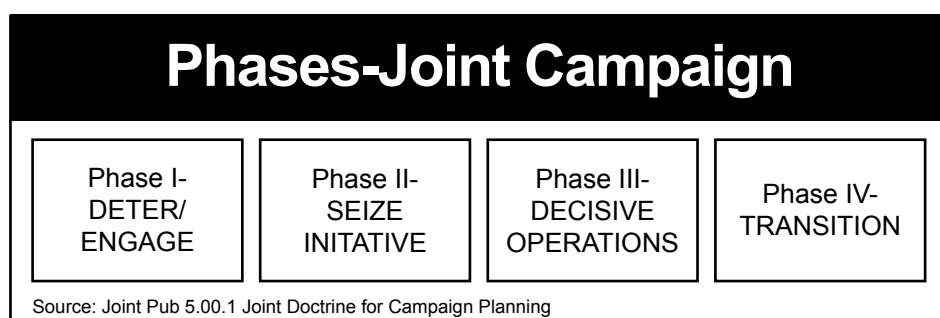 Phases-Joint Campaign
Phase I-
DETER/
ENGAGE
Phase II-
SEIZE
INITATIVE
Phase III-
DECISIVE
OPERATIONS
Phase IV-
TRANSITION
Source: Joint Pub 5.00.1 Joint Doctrine for Campaign Planning